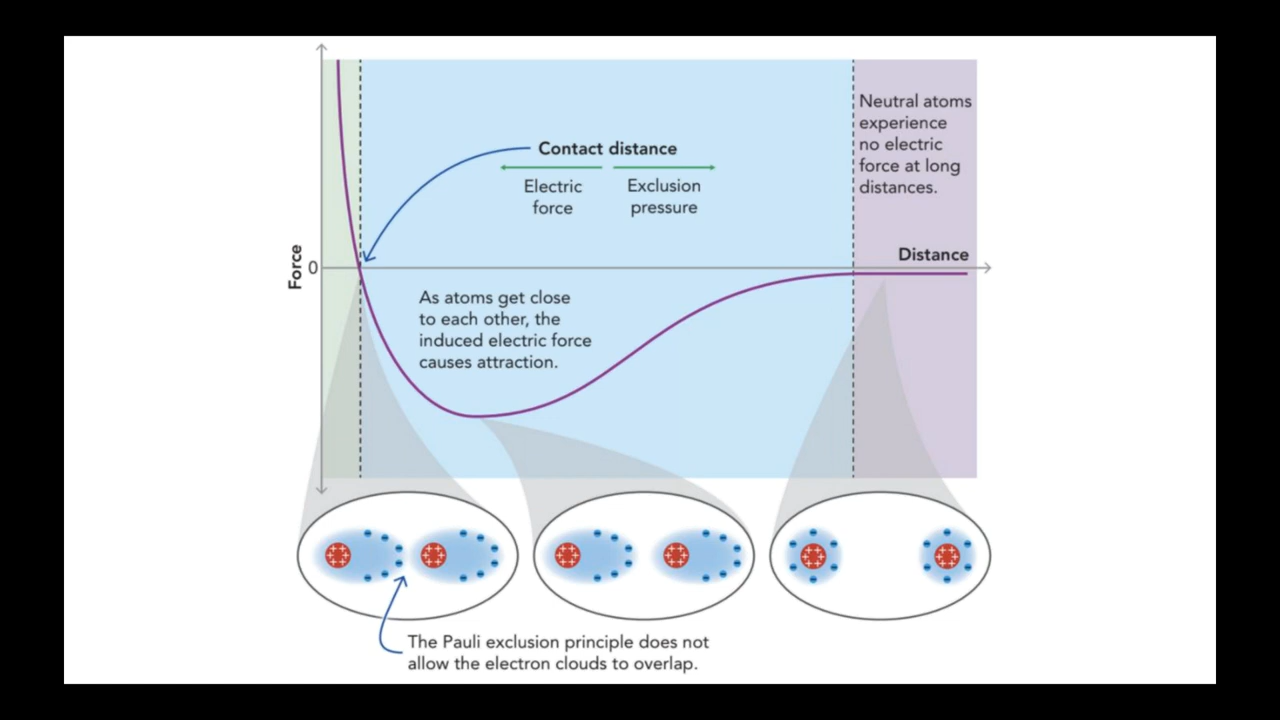 Neutral atoms
experience
no electric
force at long
distances.
Contact distance
Electric
force
Exclusion
pressure
Force
0
Distance
As atoms get close
to each other, the
induced electric force
causes attraction.
The Pauli exclusion principle does not
allow the electron clouds to overlap.